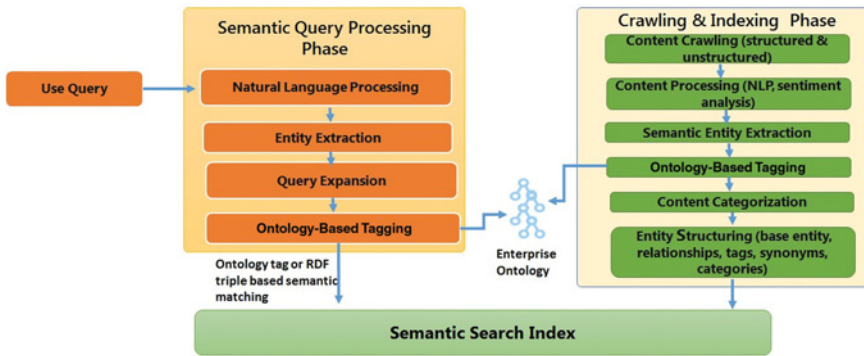 Semantic Query Processing
Phase
Use Query
Natural Language Processing
Entity Extraction
Query Expansion
Ontology-Based Tagging
Ontology tag or RDF
triple based semantic
matching
Enterprise
Ontology
Crawling & Indexing Phase
Content Crawling (structured &
unstructured)
Content Processing (NLP, sentiment
analysis)
Semantic Entity Extraction
Ontology-Based Tagging
Content Categorization
Entity Structuring (base entity,
relationships, tags, synonyms,
categories)
Semantic Search Index